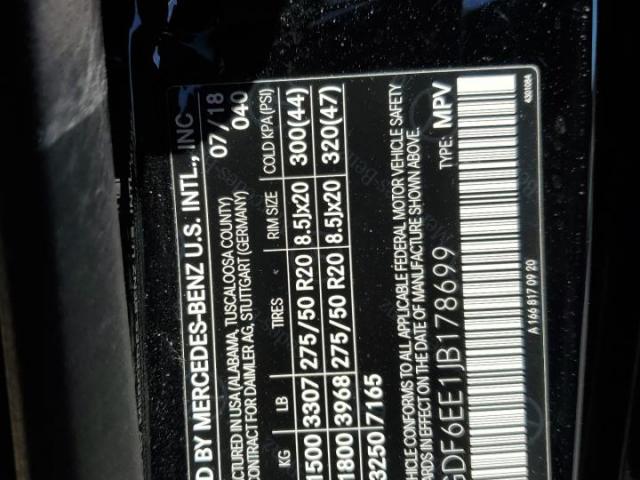 D BY MERCEDES-BENZ U.S. INTL., INC
07/18
040
FACTURED IN USA (ALABAMA, TUSCALOOSA COUNTY)
CONTRACT FOR DAIMLER AG, STUTTGART (GERMANY)
KG LB TIRES RIM SIZE COLD KPA (PSI)
1500 3307 275/50 R20 8.5Jx20 300(44)
1800 3968 275/50 R20 8.5Jx20 320(47)
3250 7165
VEHICLE CONFORMS TO ALL APPLICABLE FEDERAL MOTOR VEHICLE SAFETY
ARDS IN EFFECT ON THE DATE OF MANUFACTURE SHOWN ABOVE.
GDF6EE1JB178699 TYPE: MPV
A 166 817 09 20
4301084